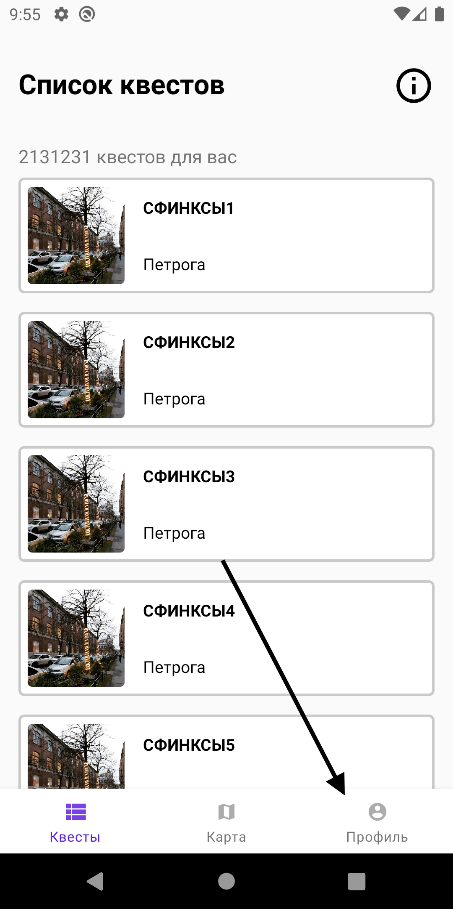 9:55
Список квестов
2131231 квестов для вас
СФИНКСЫ1
Петрога
СФИНКСЫ2
Петрога
СФИНКСЫ3
Петрога
СФИНКСЫ4
Петрога
СФИНКСЫ5
Квесты
Карта
Профиль